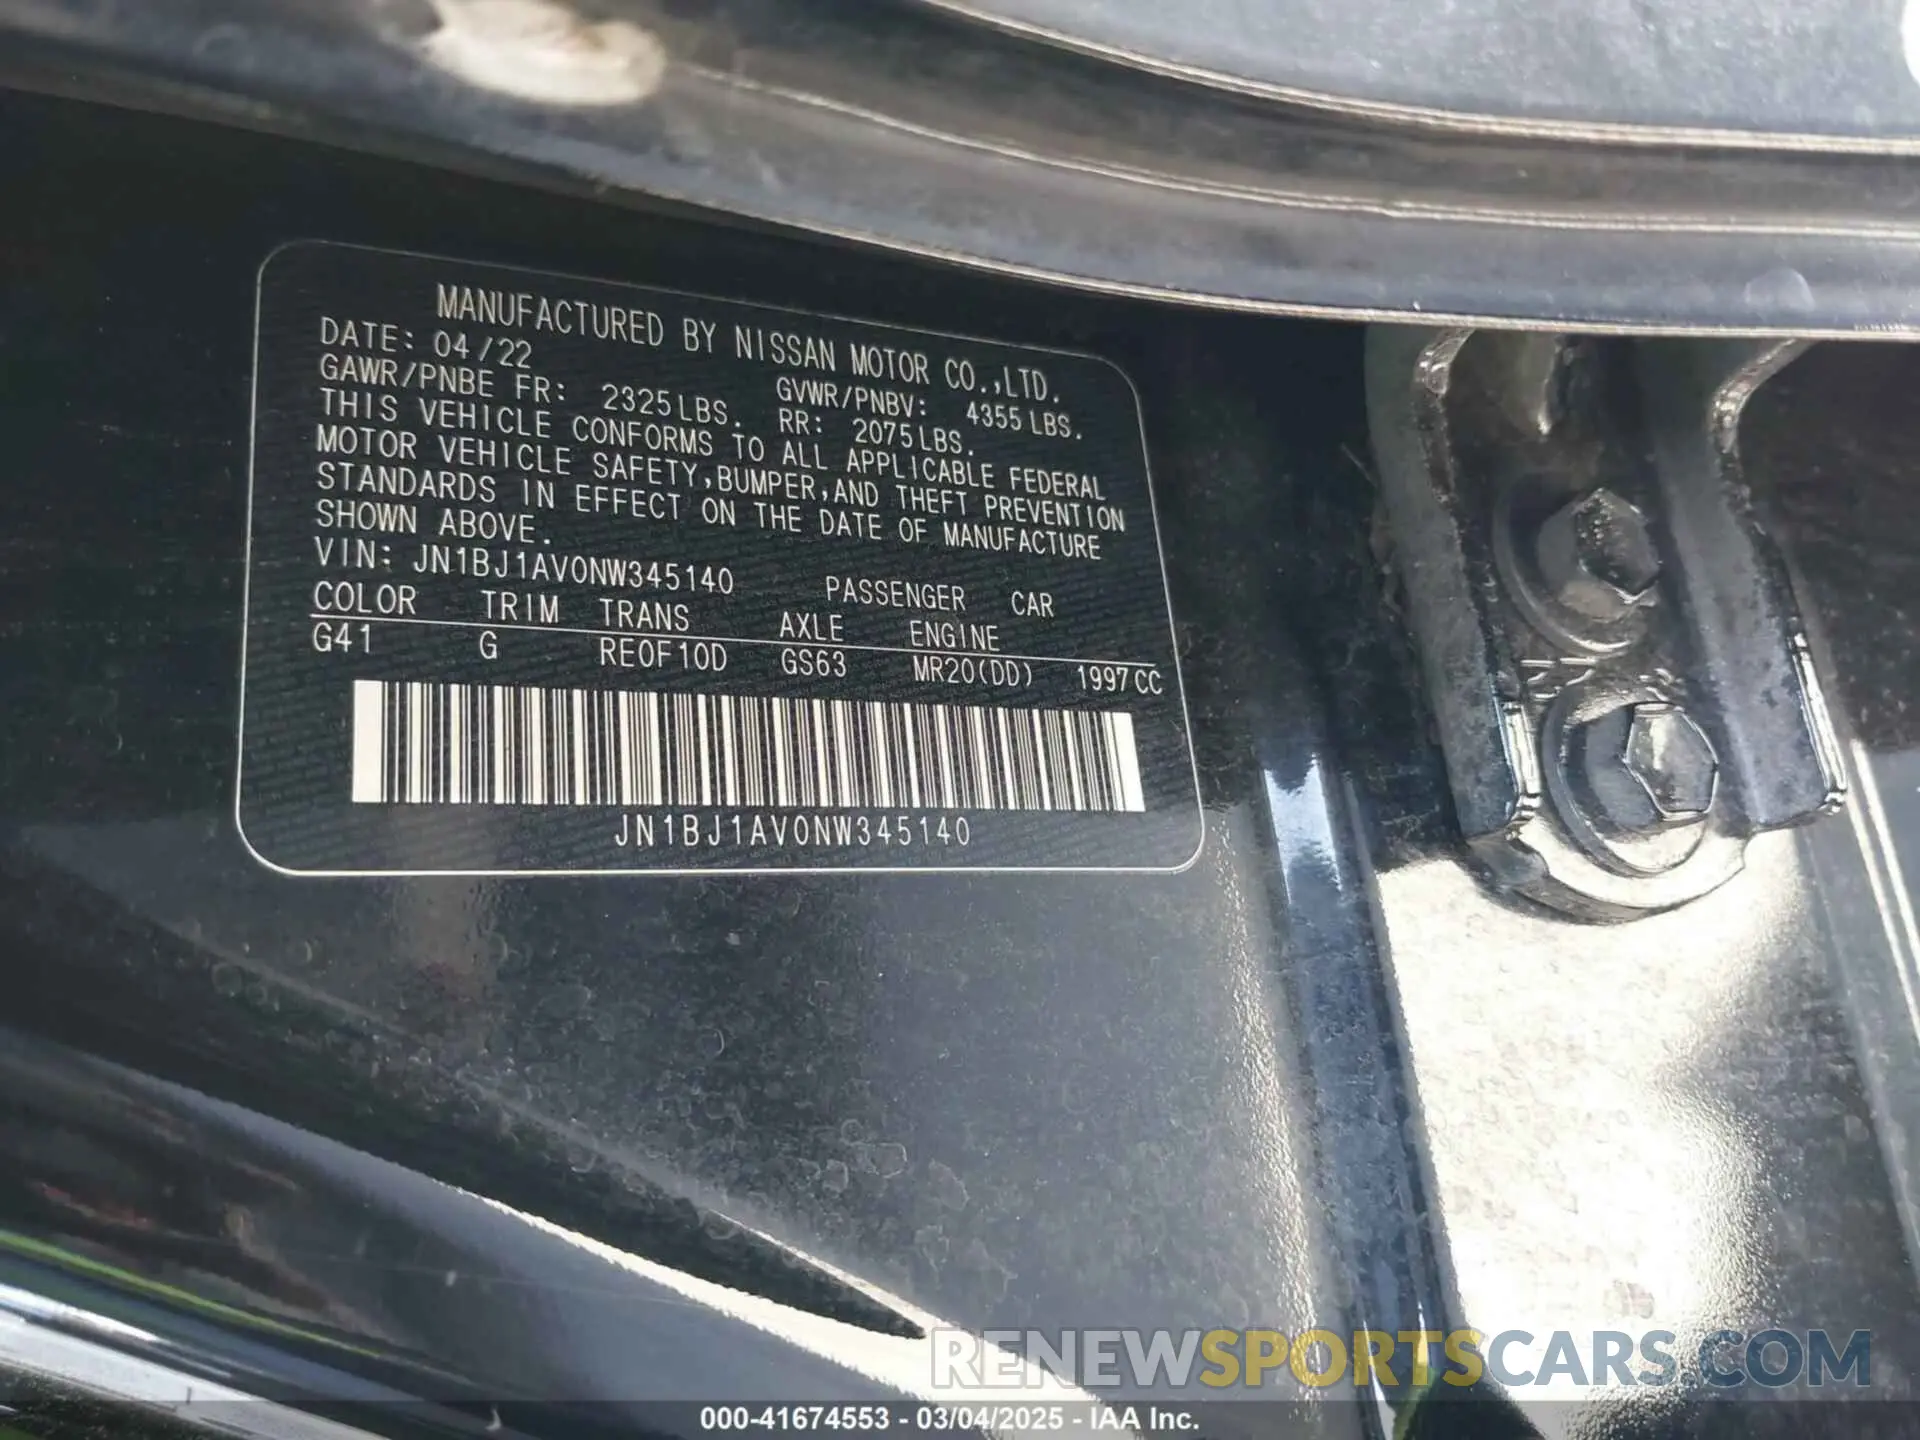 MANUFACTURED BY NISSAN MOTOR CO.,LTD.
DATE: 04/22 GVWR/PNBV: 4355 LBS.
GAWR/PNBE FR: 2325LBS. RR: 2075LBS.
THIS VEHICLE CONFORMS TO ALL APPLICABLE FEDERAL
MOTOR VEHICLE SAFETY,BUMPER,AND THEFT PREVENTION
STANDARDS IN EFFECT ON THE DATE OF MANUFACTURE
SHOWN ABOVE.
VIN: JN1BJ1AV0NW345140 PASSENGER CAR
COLOR TRIM TRANS AXLE ENGINE
G41 G RE0F10D GS63 MR20(DD) 1997CC
JN1BJ1AV0NW345140
RENEWSPORTSCARS.COM
000-41674553 - 03/04/2025 - IAA Inc.